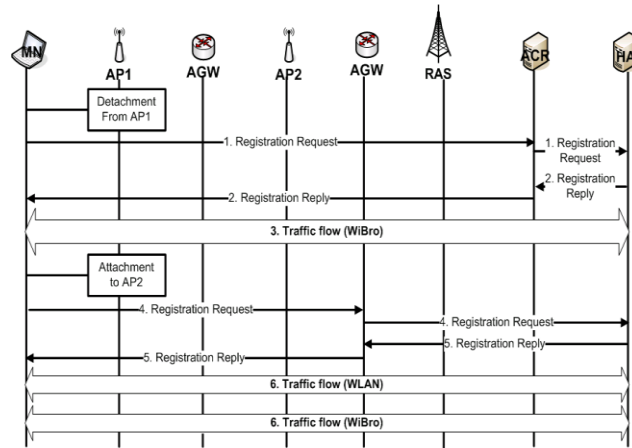 MN
AP1
AGW
AP2
AGW
RAS
ACR
HA
Detachment
From AP1
1. Registration Request
1. Registration
Request
2. Registration
Reply
2. Registration Reply
3. Traffic flow (WiBro)
Attachment
to AP2
4. Registration Request
4. Registration Request
5. Registration Reply
5. Registration Reply
6. Traffic flow (WLAN)
6. Traffic flow (WiBro)